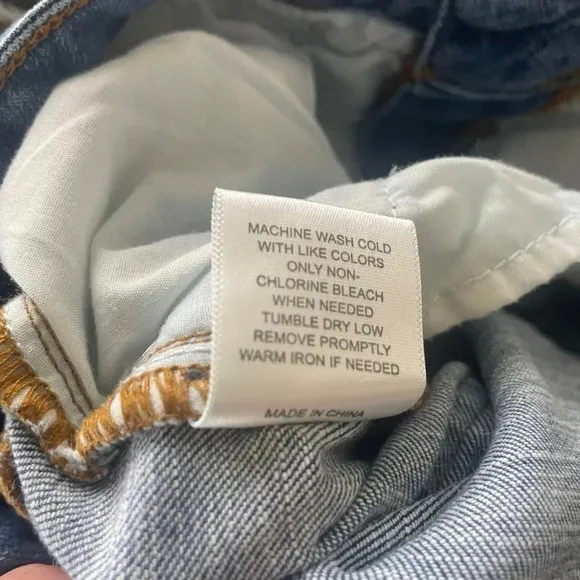 MACHINE WASH COLD
WITH LIKE COLORS
ONLY NON-
CHLORINE BLEACH
WHEN NEEDED
TUMBLE DRY LOW
REMOVE PROMPTLY
WARM IRON IF NEEDED
MADE IN CHINA